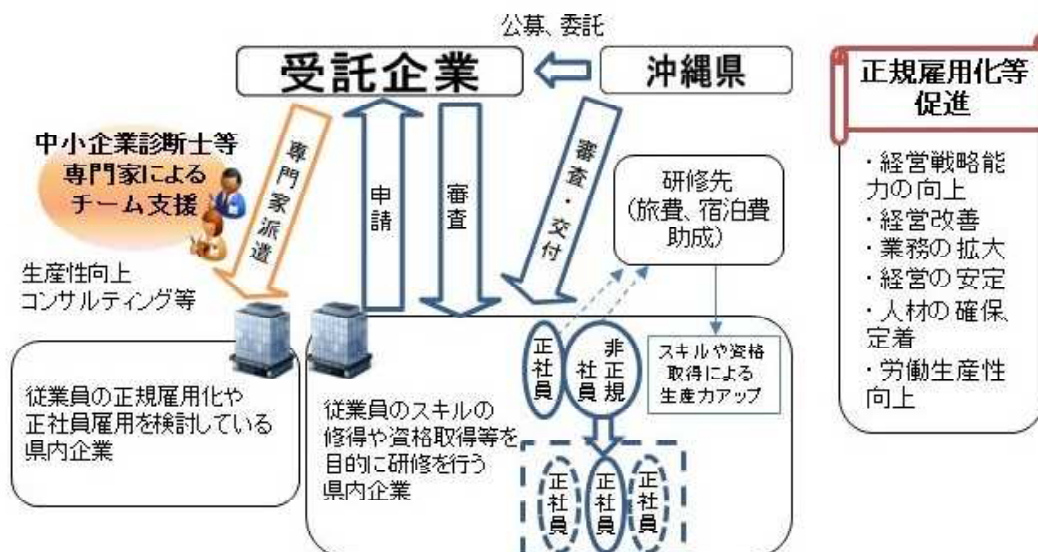 公募、委託
受託企業
沖縄県
中小企業診断士等
専門家による
チーム支援
専門家派遣
申請
審査
審査・交付
研修先
(旅費、宿泊費
助成)
生産性向上
コンサルティング等
従業員の正規雇用化や
正社員雇用を検討している
県内企業
従業員のスキルの
修得や資格取得等を
目的に研修を行う
県内企業
正社員
非正規
社員
スキルや資格
取得による
生産力アップ
正社員
正社員
正社員
正規雇用化等
促進
・経営戦略能
力の向上
・経営改善
・業務の拡大
・経営の安定
・人材の確保、
定着
・労働生産性
向上